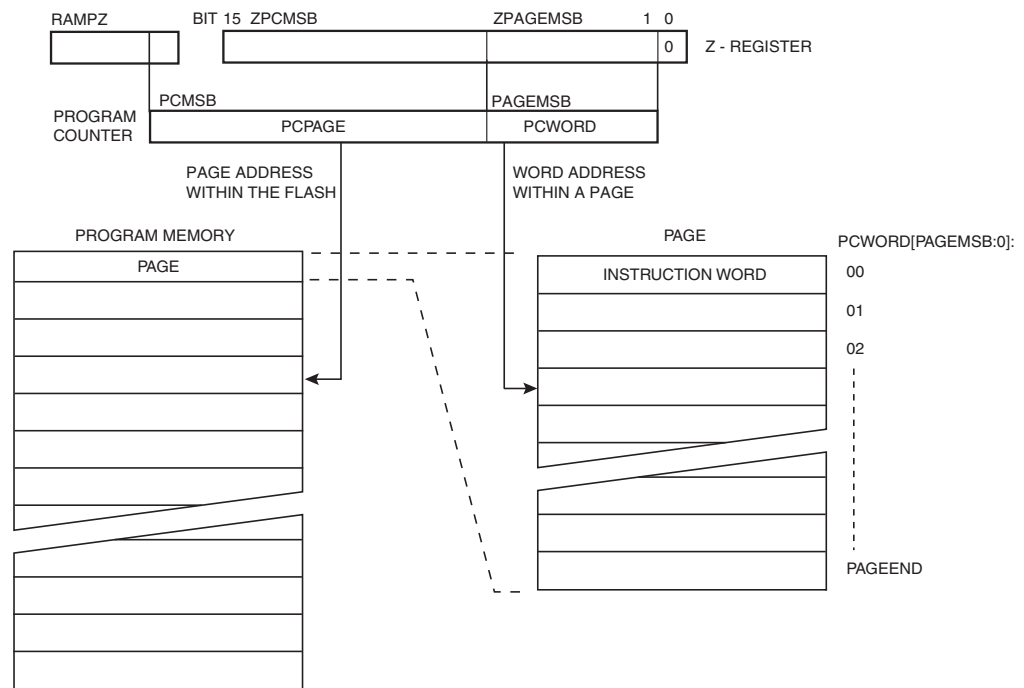 RAMPZ
BIT 15 ZPCMSB ZPAGEMSB 1 0
0 Z - REGISTER
PCMSB PAGEMSB
PROGRAM
COUNTER
PCPAGE PCWORD
PAGE ADDRESS
WITHIN THE FLASH
WORD ADDRESS
WITHIN A PAGE
PROGRAM MEMORY
PAGE
PAGE
PCWORD[PAGEMSB:0]:
INSTRUCTION WORD
00
01
02
PAGEEND